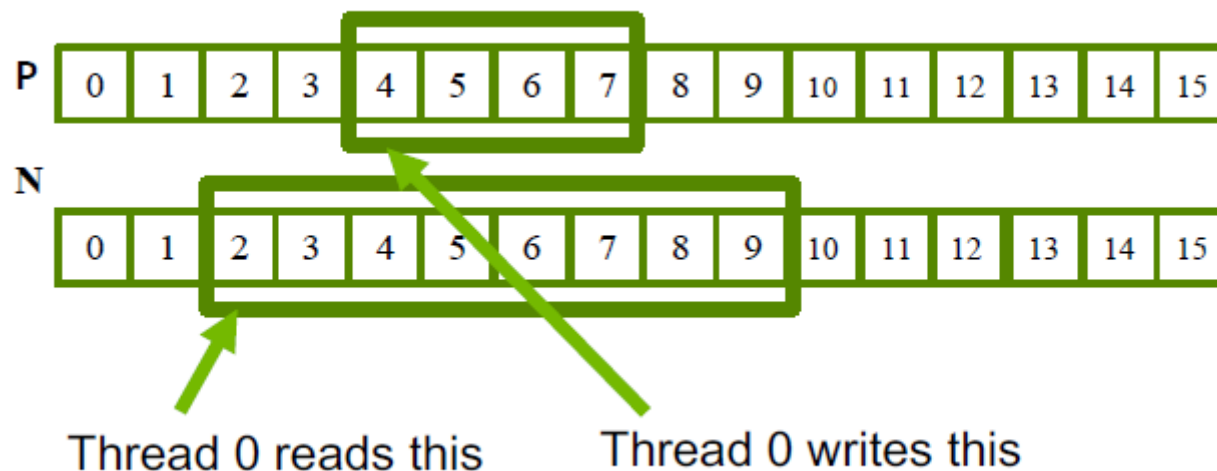 P 0 1 2 3 4 5 6 7 8 9 10 11 12 13 14 15
N
0 1 2 3 4 5 6 7 8 9 10 11 12 13 14 15
Thread 0 reads this
Thread 0 writes this